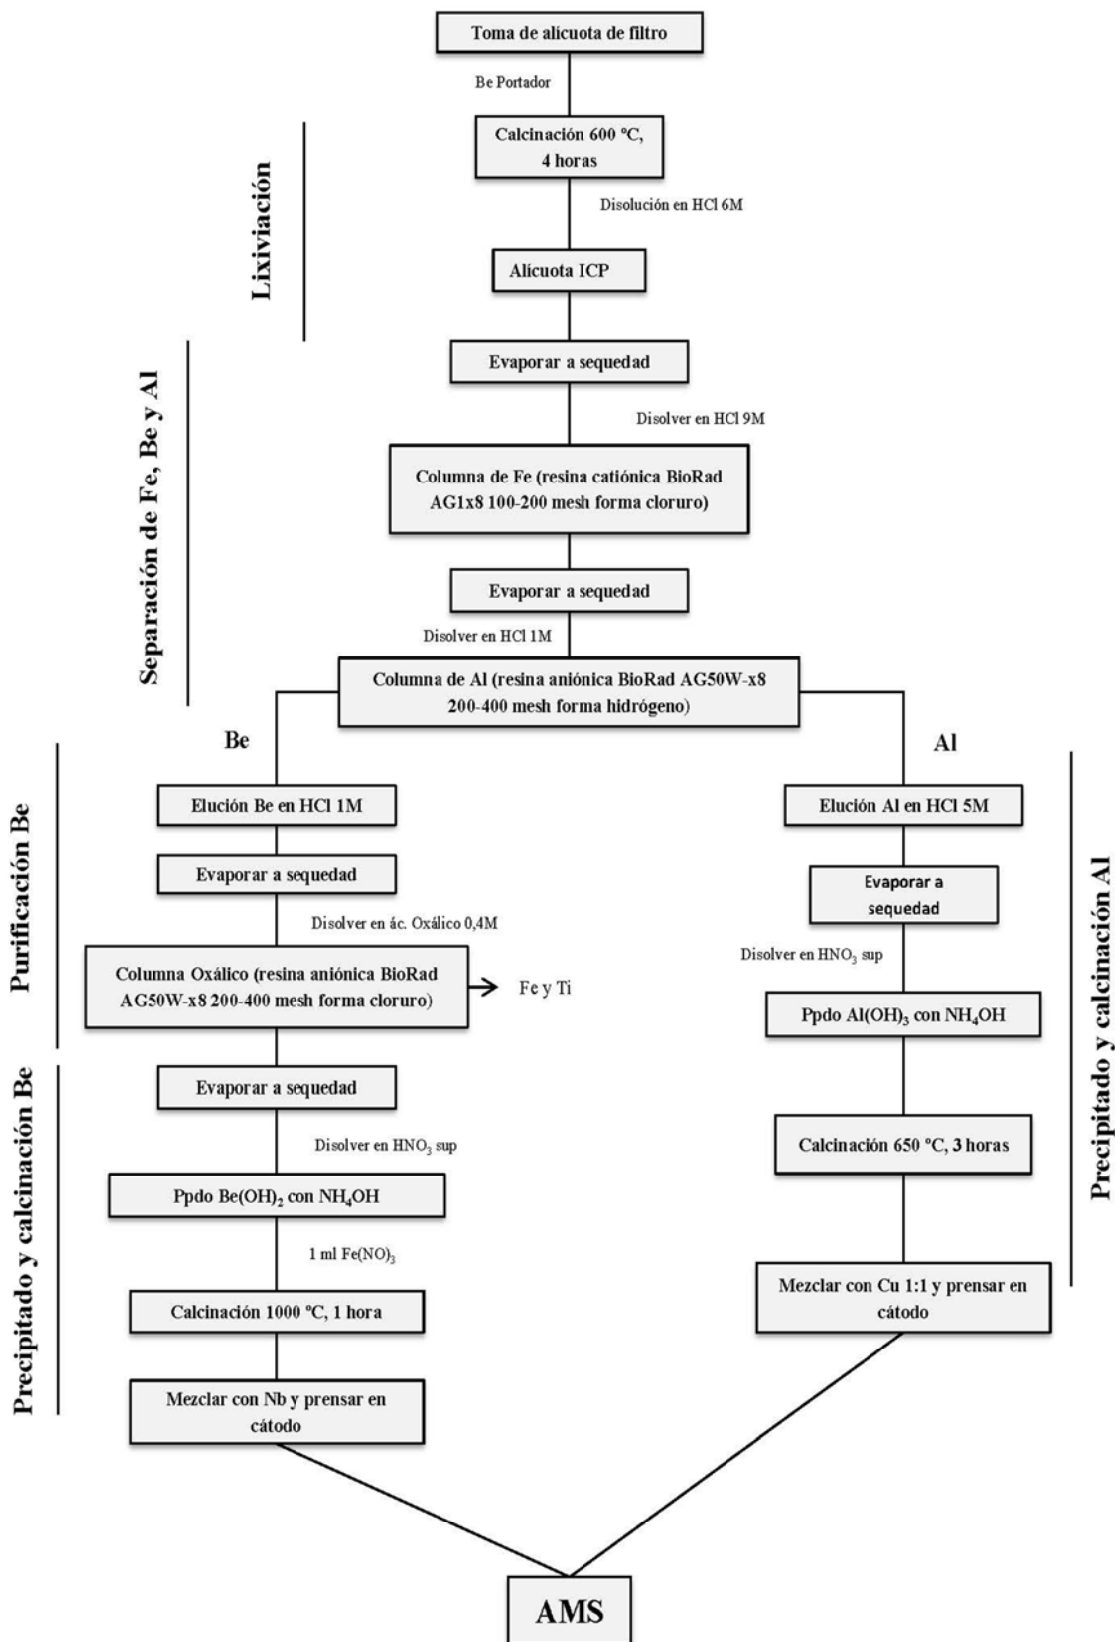 Toma de alícuota de filtro
Be Portador
Calcinación 600 ºC,
4 horas
Disolución en HCl 6M
Alícuota ICP
Lixiviación
Evaporar a sequedad
Disolver en HCl 9M
Columna de Fe (resina catiónica BioRad
AG1x8 100-200 mesh forma cloruro)
Evaporar a sequedad
Disolver en HCl 1M
Separación de Fe, Be y Al
Columna de Al (resina aniónica BioRad AG50W-x8
200-400 mesh forma hidrógeno)
Be
Elución Be en HCl 1M
Evaporar a sequedad
Disolver en ác. Oxálico 0,4M
Columna Oxálico (resina aniónica BioRad
AG50W-x8 200-400 mesh forma cloruro)
Fe y Ti
Purificación Be
Evaporar a sequedad
Disolver en HNO₃ sup
Ppdo Be(OH)₂ con NH₄OH
1 ml Fe(NO)₃
Calcinación 1000 ºC, 1 hora
Mezclar con Nb y prensar en
cátodo
Precipitado y calcinación Be
Al
Elución Al en HCl 5M
Evaporar a
sequedad
Disolver en HNO₃ sup
Ppdo Al(OH)₃ con NH₄OH
Calcinación 650 ºC, 3 horas
Mezclar con Cu 1:1 y prensar en
cátodo
Precipitado y calcinación Al
AMS